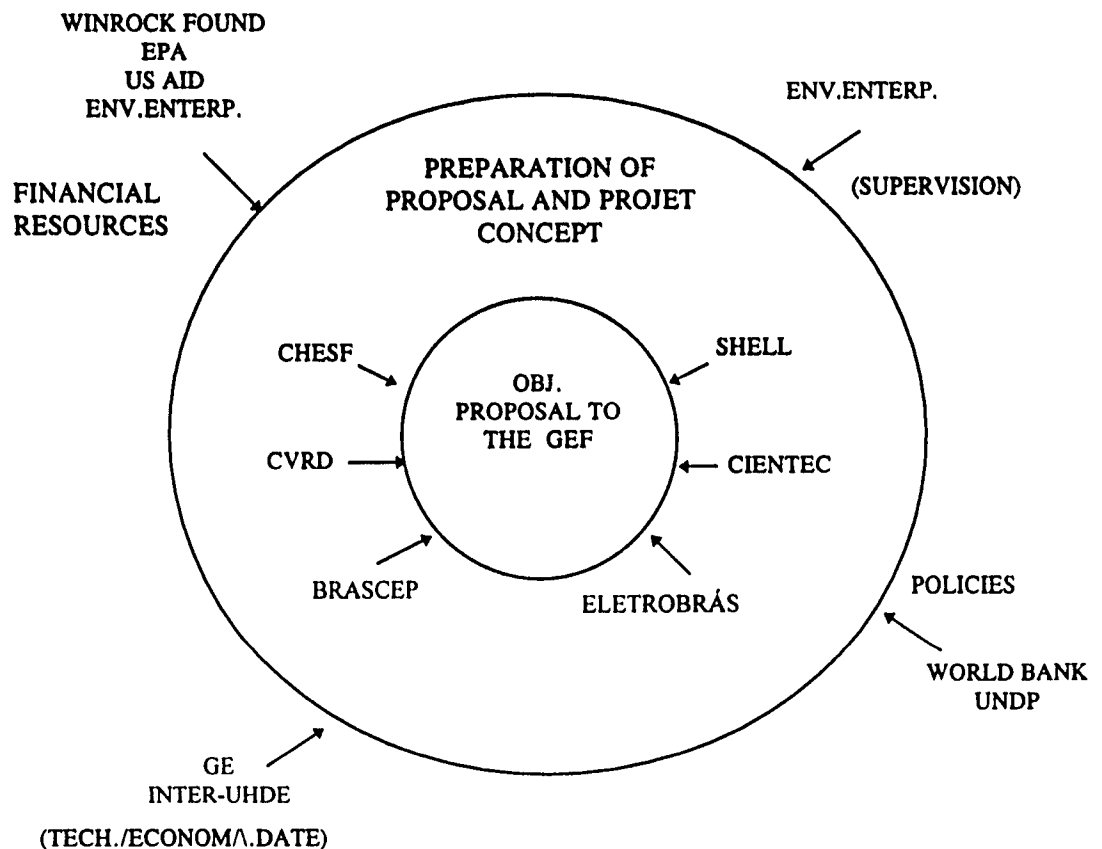 WINROCK FOUND
EPA
US AID
ENV.ENTERP.
FINANCIAL
RESOURCES
ENV.ENTERP.
(SUPERVISION)
PREPARATION OF
PROPOSAL AND PROJET
CONCEPT
CHESF
SHELL
OBJ.
PROPOSAL TO
THE GEF
CVRD
CIENTEC
BRASCEP
ELETROBRÁS
POLICIES
WORLD BANK
UNDP
GE
INTER-UHDE
(TECH./ECONOM/\.DATE)